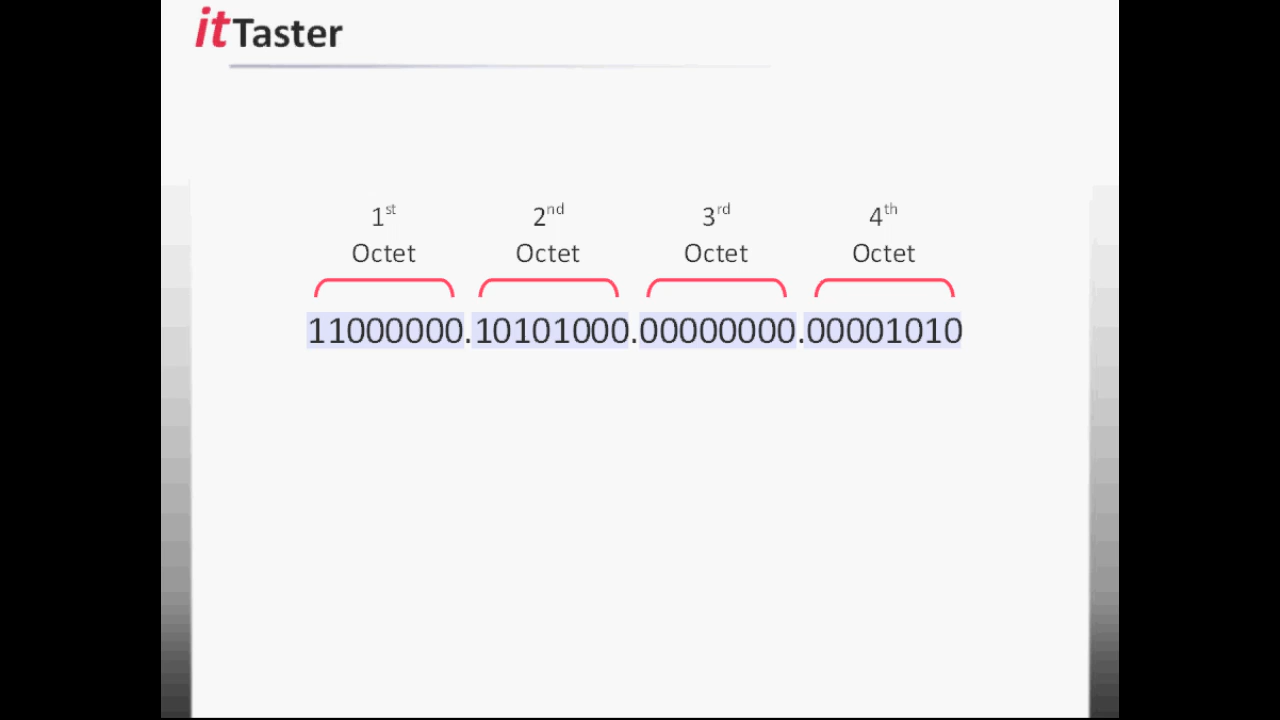 itTaster
1st 2nd 3rd 4th
Octet Octet Octet Octet
11000000.10101000.00000000.00001010